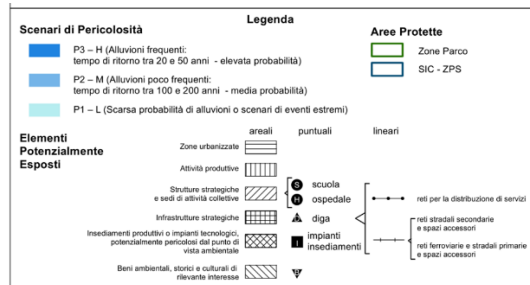 Legenda
Scenari di Pericolosità
P3 – H (Alluvioni frequenti:
tempo di ritorno tra 20 e 50 anni - elevata probabilità)
P2 – M (Alluvioni poco frequenti:
tempo di ritorno tra 100 e 200 anni - media probabilità)
P1 – L (Scarsa probabilità di alluvioni o scenari di eventi estremi)
Aree Protette
Zone Parco
SIC - ZPS
Elementi
Potenzialmente
Esposti
areali puntuali lineari
Zone urbanizzate
Attività produttive
Strutture strategiche
e sedi di attività collettive
S scuola
H ospedale
Infrastrutture strategiche
diga
Insediamenti produttivi o impianti tecnologici,
potenzialmente pericolosi dal punto di
vista ambientale
I impianti
insediamenti
Beni ambientali, storici e culturali di
rilevante interesse
B
reti per la distribuzione di servizi
reti stradali secondarie
e spazi accessori
reti ferroviarie e stradali primarie
e spazi accessori